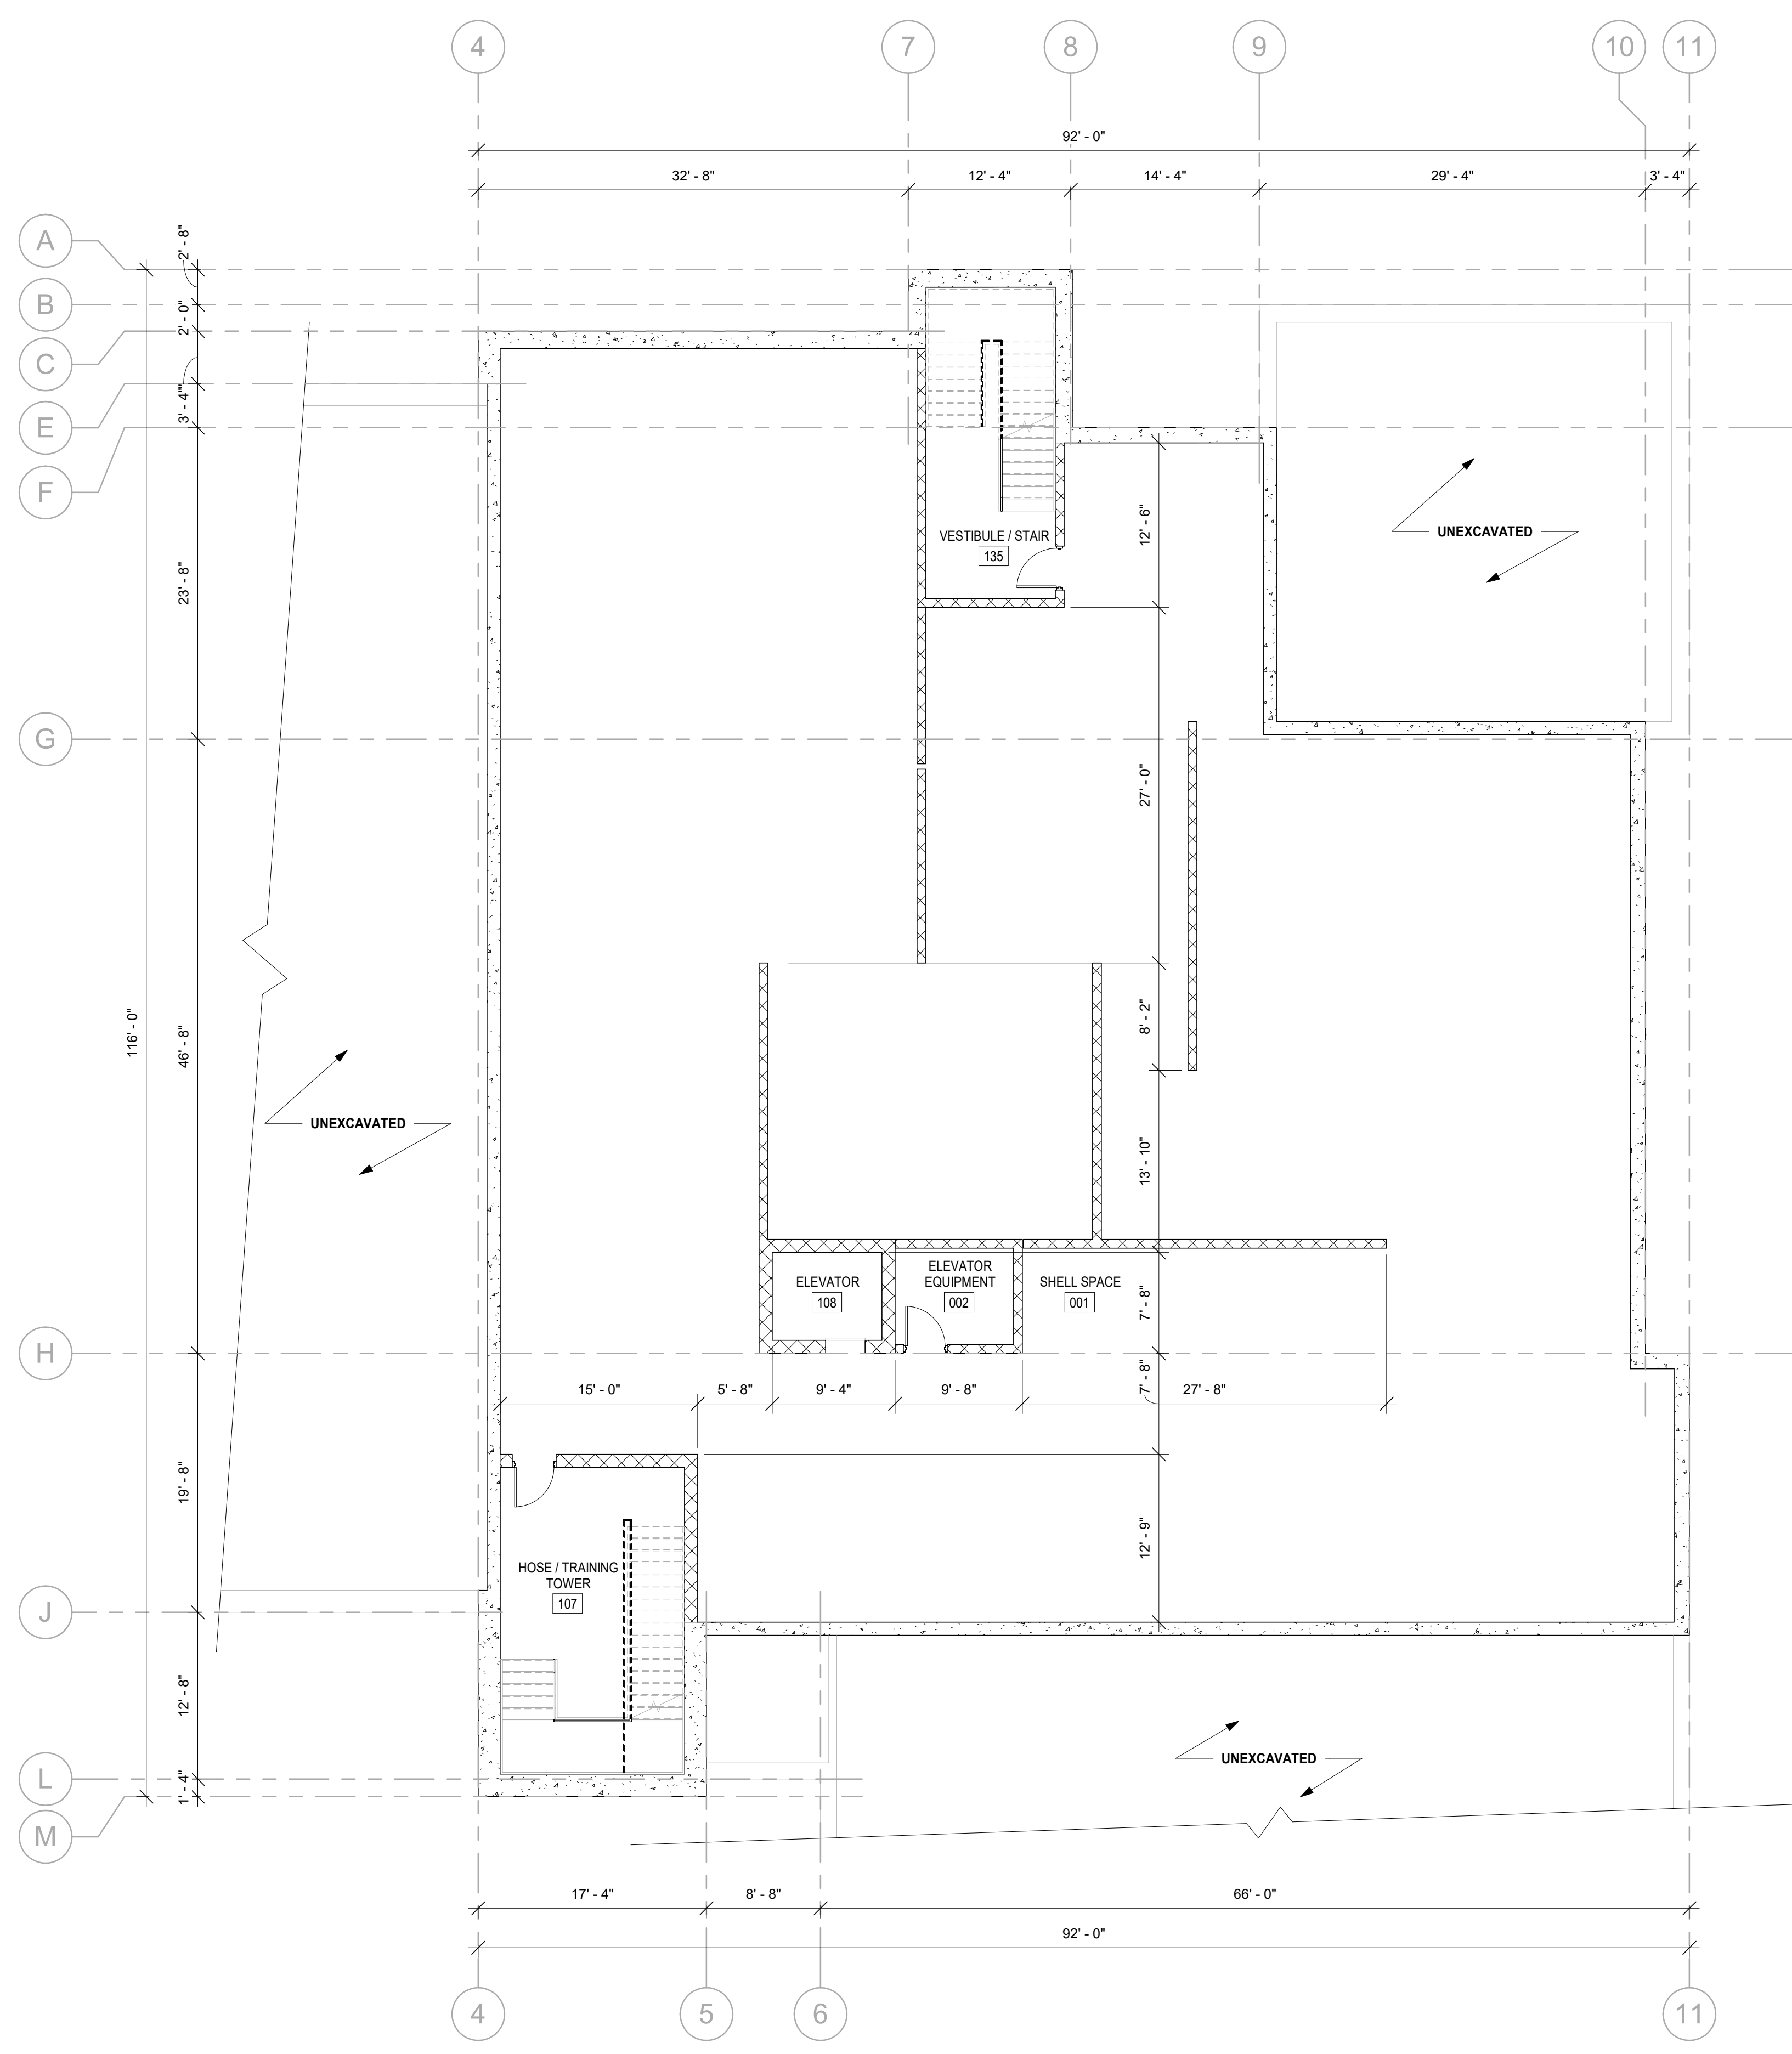 4
7
8
9
10
11
92' - 0"
32' - 8"
12' - 4"
14' - 4"
29' - 4"
3' - 4"
A
B
C
E
F
G
H
J
L
M
2' - 8"
2' - 0"
3' - 4"
23' - 8"
46' - 8"
116' - 0"
19' - 8"
12' - 8"
1' - 4"
VESTIBULE / STAIR
135
12' - 6"
UNEXCAVATED
27' - 0"
8' - 2"
13' - 10"
UNEXCAVATED
ELEVATOR
108
ELEVATOR
EQUIPMENT
002
SHELL SPACE
001
7' - 8"
7' - 8"
15' - 0"
5' - 8"
9' - 4"
9' - 8"
27' - 8"
12' - 9"
HOSE / TRAINING
TOWER
107
UNEXCAVATED
17' - 4"
8' - 8"
66' - 0"
92' - 0"
4
5
6
11